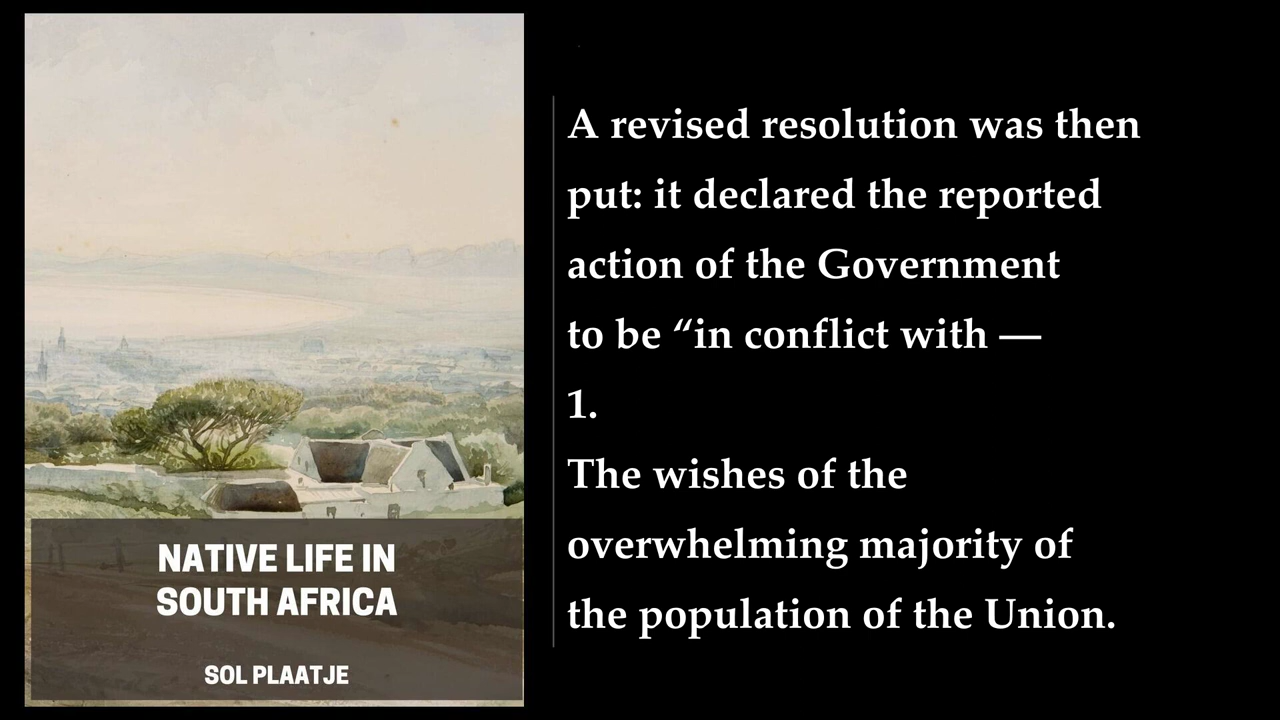 NATIVE LIFE IN
SOUTH AFRICA
SOL PLAATJE
A revised resolution was then
put: it declared the reported
action of the Government
to be “in conflict with —
1.
The wishes of the
overwhelming majority of
the population of the Union.